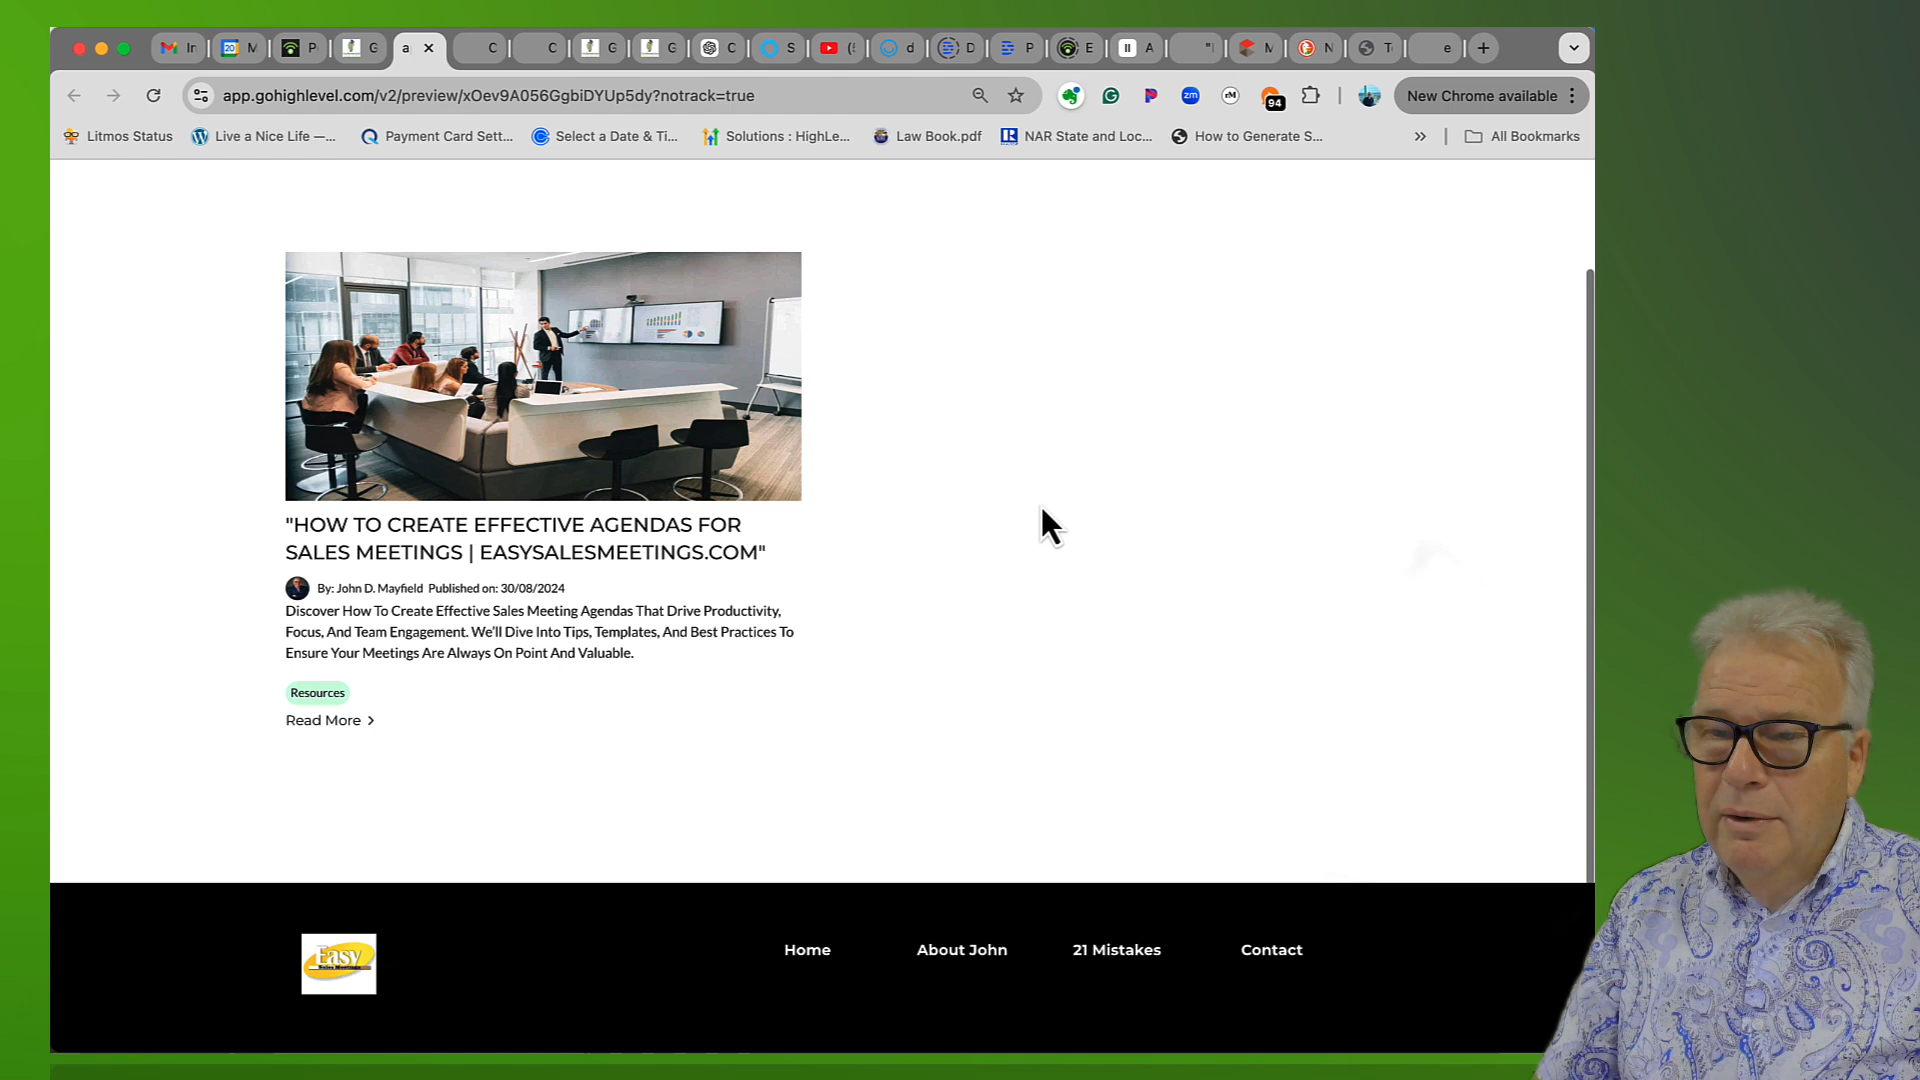 In
20 M
P
G
a
C
C
G
G
C
S
(
d
D
P
E
A
"
M
N
T
e
app.gohighlevel.com/v2/preview/xOev9A056GgbiDYUp5dy?notrack=true
zm
rM
94
New Chrome available
Litmos Status
Live a Nice Life —...
Payment Card Sett...
Select a Date & Ti...
Solutions : HighLe...
Law Book.pdf
NAR State and Loc...
How to Generate S...
All Bookmarks
"HOW TO CREATE EFFECTIVE AGENDAS FOR
SALES MEETINGS | EASYSALESMEETINGS.COM"
By: John D. Mayfield Published on: 30/08/2024
Discover How To Create Effective Sales Meeting Agendas That Drive Productivity,
Focus, And Team Engagement. We'll Dive Into Tips, Templates, And Best Practices To
Ensure Your Meetings Are Always On Point And Valuable.
Resources
Read More
Easy
Home
About John
21 Mistakes
Contact